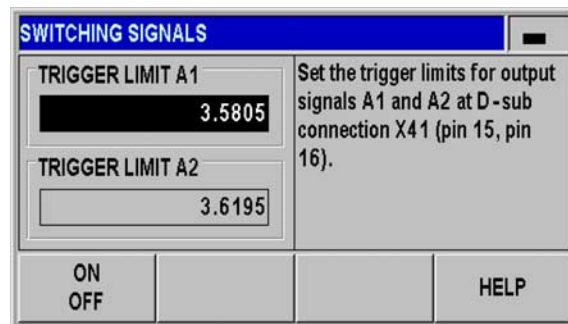 SWITCHING SIGNALS
TRIGGER LIMIT A1
3.5805
TRIGGER LIMIT A2
3.6195
Set the trigger limits for output
signals A1 and A2 at D-sub
connection X41 (pin 15, pin
16).
ON
OFF
HELP